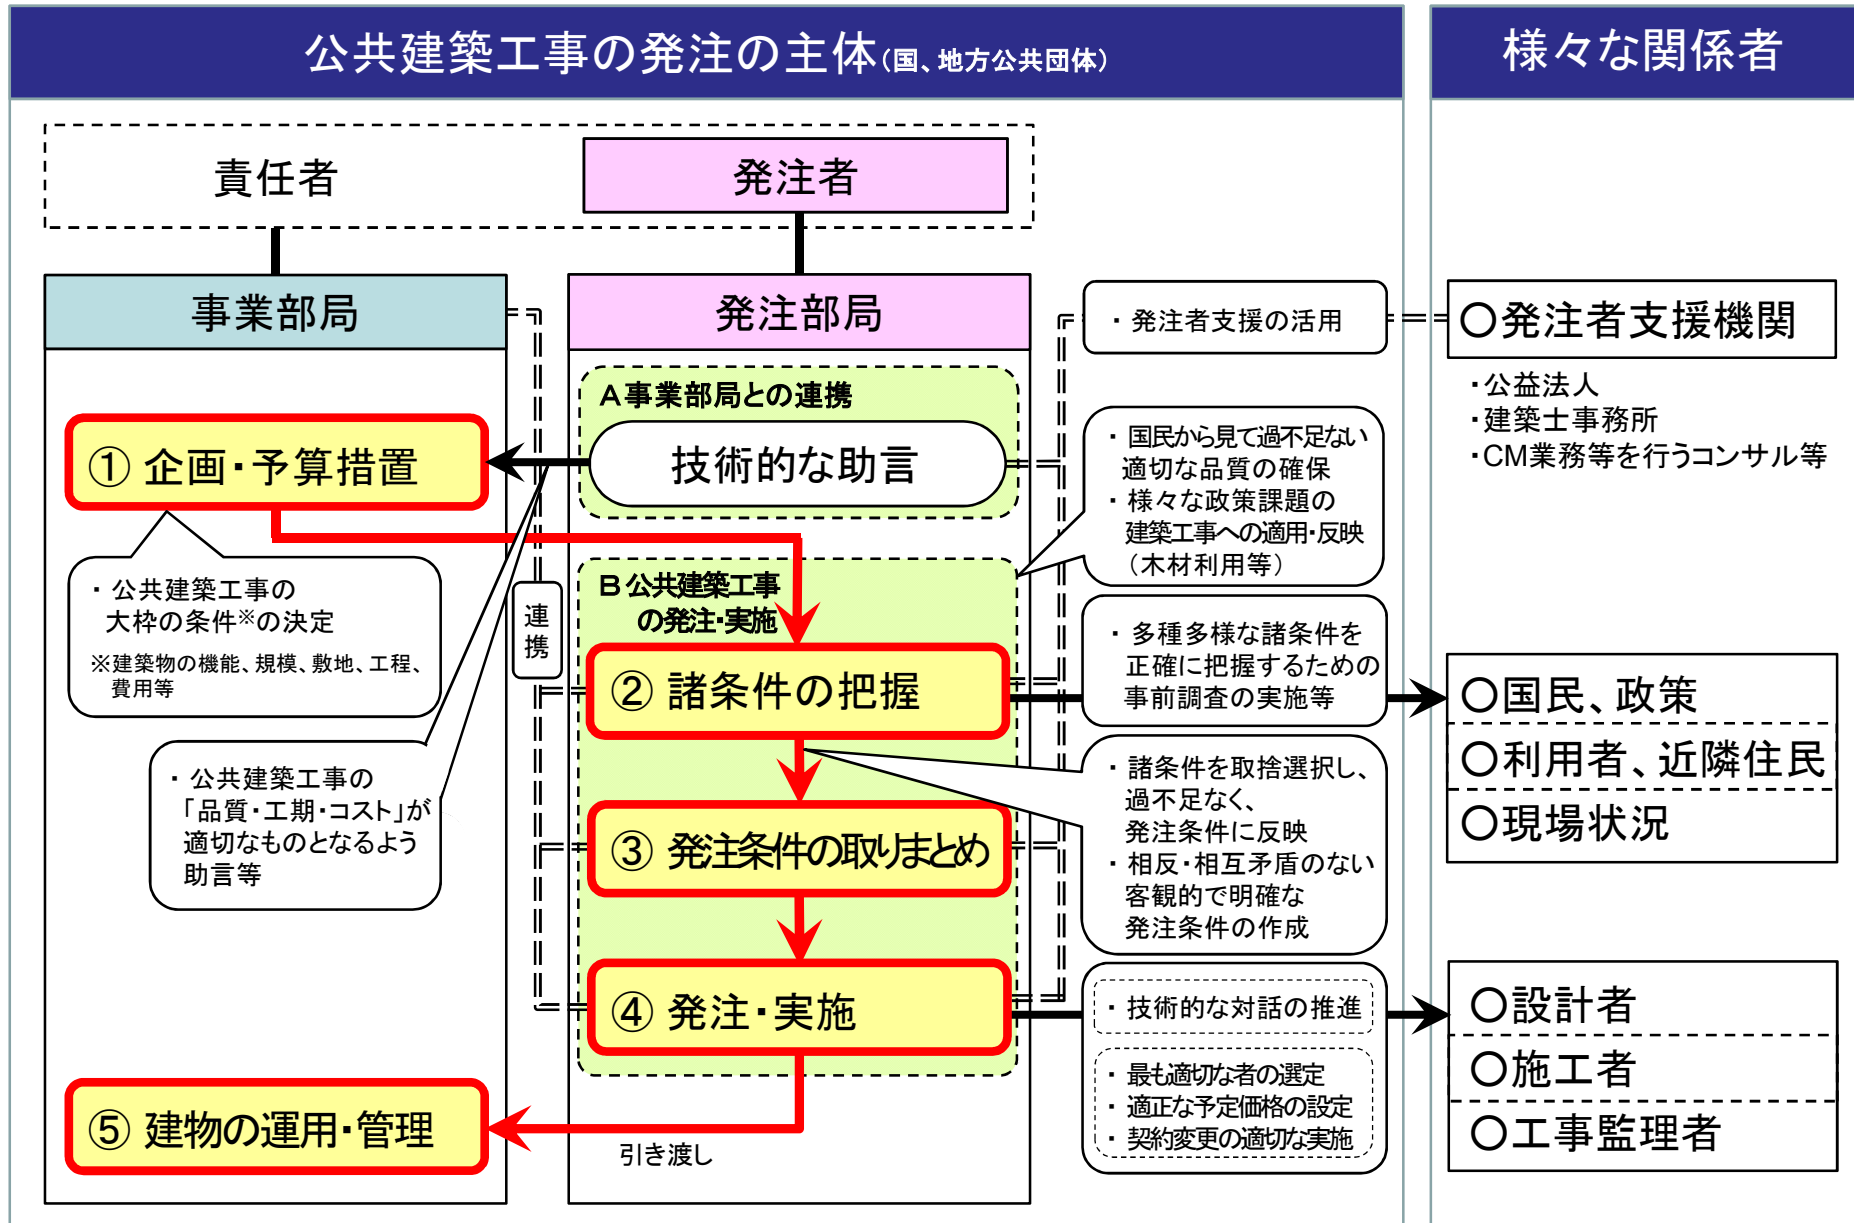 公共建築工事の発注の主体(国、地方公共団体)
様々な関係者
責任者
発注者
事業部局
発注部局
・発注者支援の活用
〇発注者支援機関
・公益法人
・建築士事務所
・CM業務等を行うコンサル等
A事業部局との連携
技術的な助言
① 企画・予算措置
・国民から見て過不足ない
適切な品質の確保
・様々な政策課題の
建築工事への適用・反映
(木材利用等)
・公共建築工事の
大枠の条件※の決定
※建築物の機能、規模、敷地、工程、
費用等
連
携
B公共建築工事
の発注・実施
② 諸条件の把握
・多種多様な諸条件を
正確に把握するための
事前調査の実施等
〇国民、政策
〇利用者、近隣住民
〇現場状況
・公共建築工事の
「品質・工期・コスト」が
適切なものとなるよう
助言等
・諸条件を取捨選択し、
過不足なく、
発注条件に反映
・相反・相互矛盾のない
客観的で明確な
発注条件の作成
③ 発注条件の取りまとめ
④ 発注・実施
・技術的な対話の推進
・最も適切な者の選定
・適正な予定価格の設定
・契約変更の適切な実施
〇設計者
〇施工者
〇工事監理者
⑤ 建物の運用・管理
引き渡し